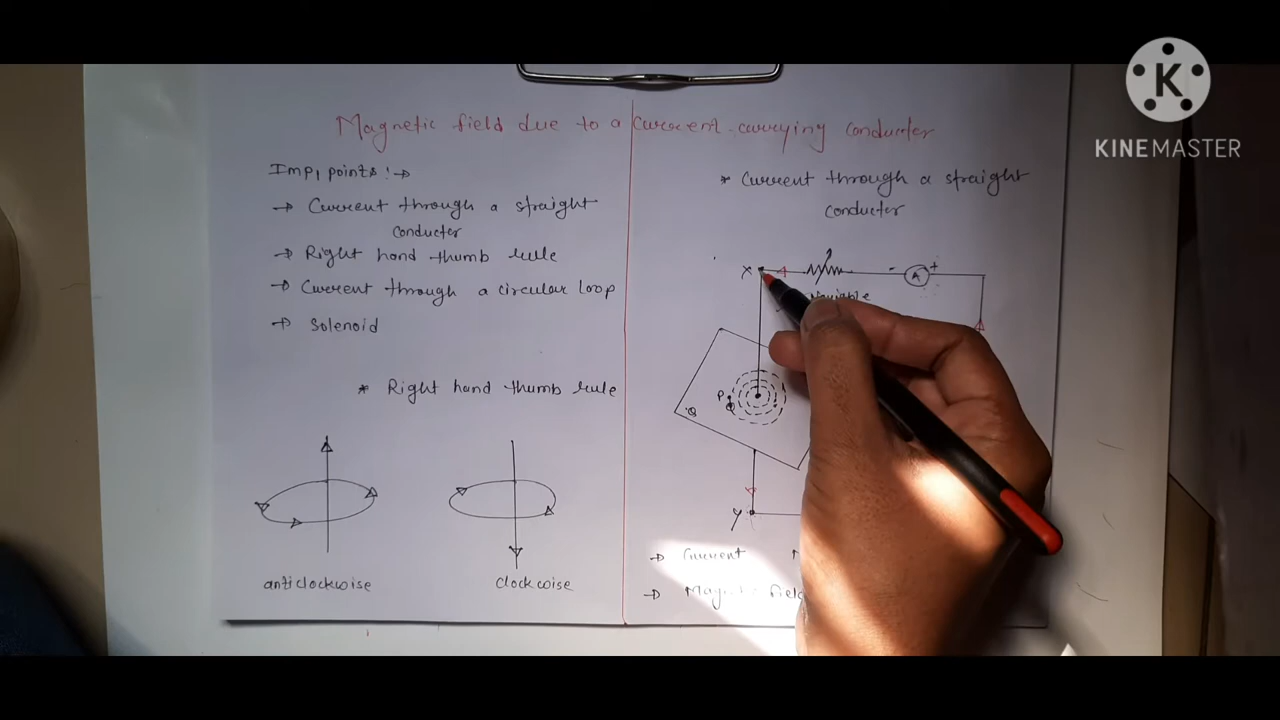 Magnetic field due to a current carrying conductor
Imp, points :→
→ Current through a straight
conductor
→ Right hand thumb rule
→ Current through a circular loop
→ Solenoid
* Right hand thumb rule
anticlockwise
clockwise
* Current through a straight
conductor
X
- A +
Variable
P
Q
Y
→ Current
→ Magnetic field
KINEMASTER